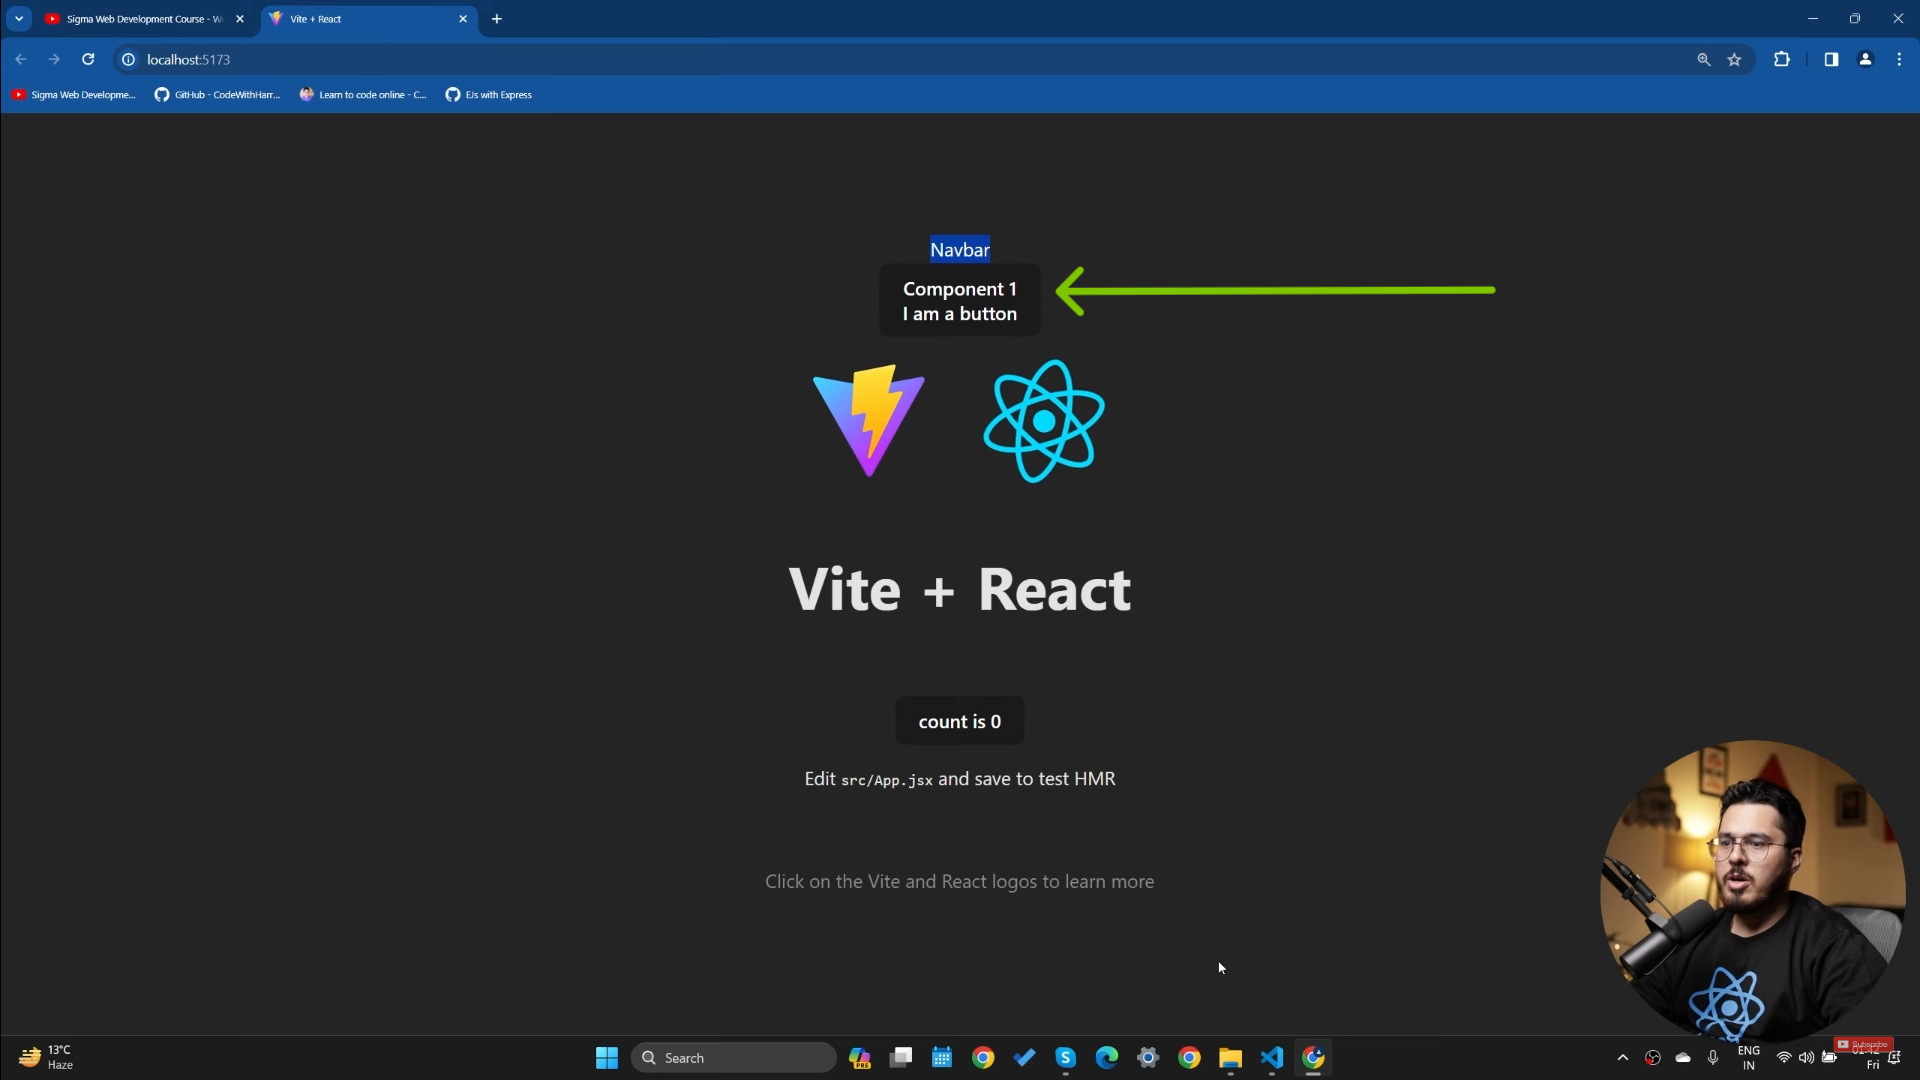 Sigma Web Development Course - W
Vite + React
localhost:5173
Sigma Web Developme...
GitHub - CodeWithHarr...
Learn to code online - C...
EJs with Express
Navbar
Component 1
I am a button
Vite + React
count is 0
Edit src/App.jsx and save to test HMR
Click on the Vite and React logos to learn more
13°C
Haze
Search
PRE
ENG
IN
Subscribe
Fri